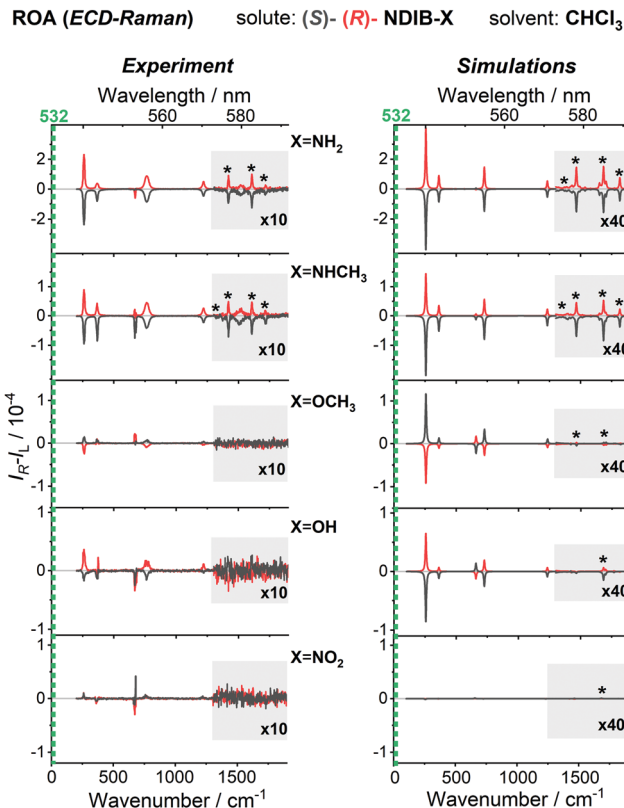 ROA (ECD-Raman) solute: (S)- (R)- NDIB-X solvent: CHCl3
Experiment Simulations
Wavelength / nm Wavelength / nm
532 560 580 532 560 580
X=NH2
2
0
-2
* * *
x10
2
0
-2
* * * *
x40
X=NHCH3
1
0
-1
* * * *
x10
1
0
-1
* * * *
x40
IR-IL / 10-4
X=OCH3
1
0
-1
x10
1
0
-1
* *
x40
X=OH
1
0
-1
x10
1
0
-1
*
x40
X=NO2
1
0
-1
x10
1
0
-1
*
x40
0 500 1000 1500 0 500 1000 1500
Wavenumber / cm-1 Wavenumber / cm-1